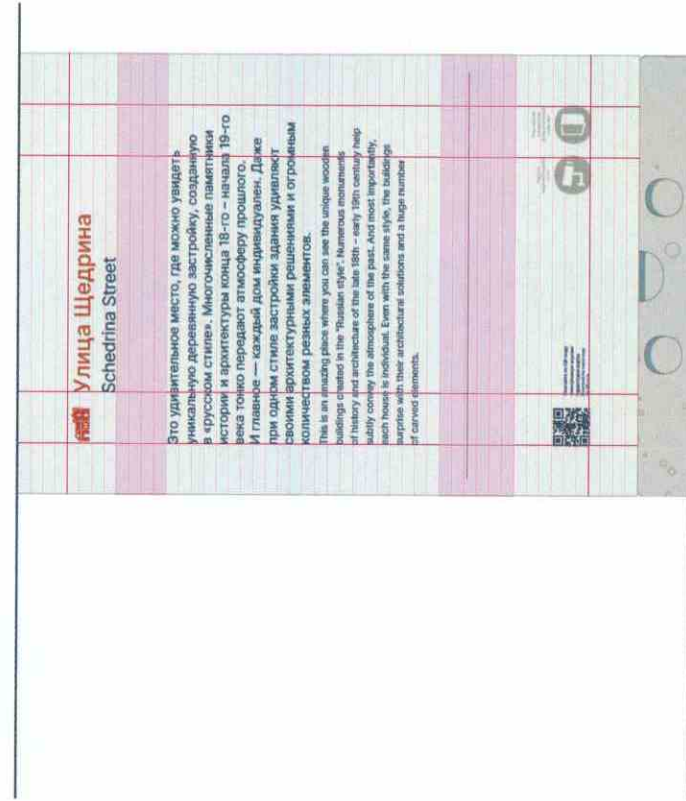 Улица Щедрина
Schedrina Street
Это удивительное место, где можно увидеть
уникальную деревянную застройку, созданную
в «русском стиле». Многочисленные памятники
истории и архитектуры конца 18-го – начала 19-го
века тонко передают атмосферу прошлого.
И главное — каждый дом индивидуален. Даже
при одном стиле застройки здания удивляют
своими архитектурными решениями и огромным
количеством резных элементов.
This is an amazing place where you can see the unique wooden
buildings created in the "Russian style". Numerous monuments
of history and architecture of the late 18th – early 19th century help
subtly convey the atmosphere of the past. And most importantly,
each house is individual. Even with the same style, the buildings
surprise with their architectural solutions and a huge number
of carved elements.